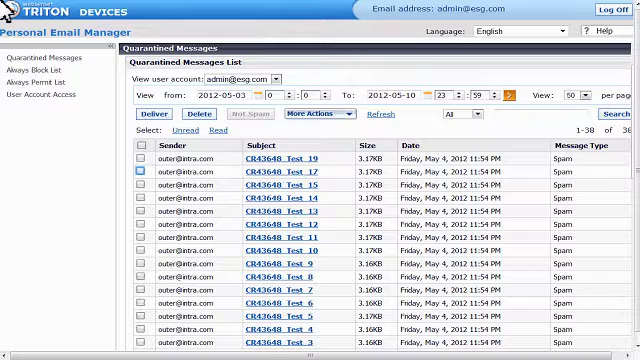 websense
TRITON DEVICES
Email address: admin@esg.com
Log Off
Personal Email Manager
Language: English
Help
Quarantined Messages
Always Block List
Always Permit List
User Account Access
Quarantined Messages
Quarantined Messages List
View user account: admin@esg.com
View from: 2012-05-03 0 : 0 To: 2012-05-10 23 : 59 View: 50 per page
Deliver Delete Not Spam More Actions Refresh All Search
Select: Unread Read 1-38 of 38
Sender Subject Size Date Message Type
outer@intra.com CR43648_Test_19 3.17KB Friday, May 4, 2012 11:54 PM Spam
outer@intra.com CR43648_Test_17 3.17KB Friday, May 4, 2012 11:54 PM Spam
outer@intra.com CR43648_Test_15 3.17KB Friday, May 4, 2012 11:54 PM Spam
outer@intra.com CR43648_Test_14 3.17KB Friday, May 4, 2012 11:54 PM Spam
outer@intra.com CR43648_Test_13 3.17KB Friday, May 4, 2012 11:54 PM Spam
outer@intra.com CR43648_Test_12 3.17KB Friday, May 4, 2012 11:54 PM Spam
outer@intra.com CR43648_Test_11 3.17KB Friday, May 4, 2012 11:54 PM Spam
outer@intra.com CR43648_Test_10 3.17KB Friday, May 4, 2012 11:54 PM Spam
outer@intra.com CR43648_Test_9 3.16KB Friday, May 4, 2012 11:54 PM Spam
outer@intra.com CR43648_Test_8 3.16KB Friday, May 4, 2012 11:54 PM Spam
outer@intra.com CR43648_Test_7 3.16KB Friday, May 4, 2012 11:54 PM Spam
outer@intra.com CR43648_Test_6 3.16KB Friday, May 4, 2012 11:54 PM Spam
outer@intra.com CR43648_Test_5 3.17KB Friday, May 4, 2012 11:54 PM Spam
outer@intra.com CR43648_Test_4 3.17KB Friday, May 4, 2012 11:54 PM Spam
outer@intra.com CR43648_Test_3 3.16KB Friday, May 4, 2012 11:54 PM Spam